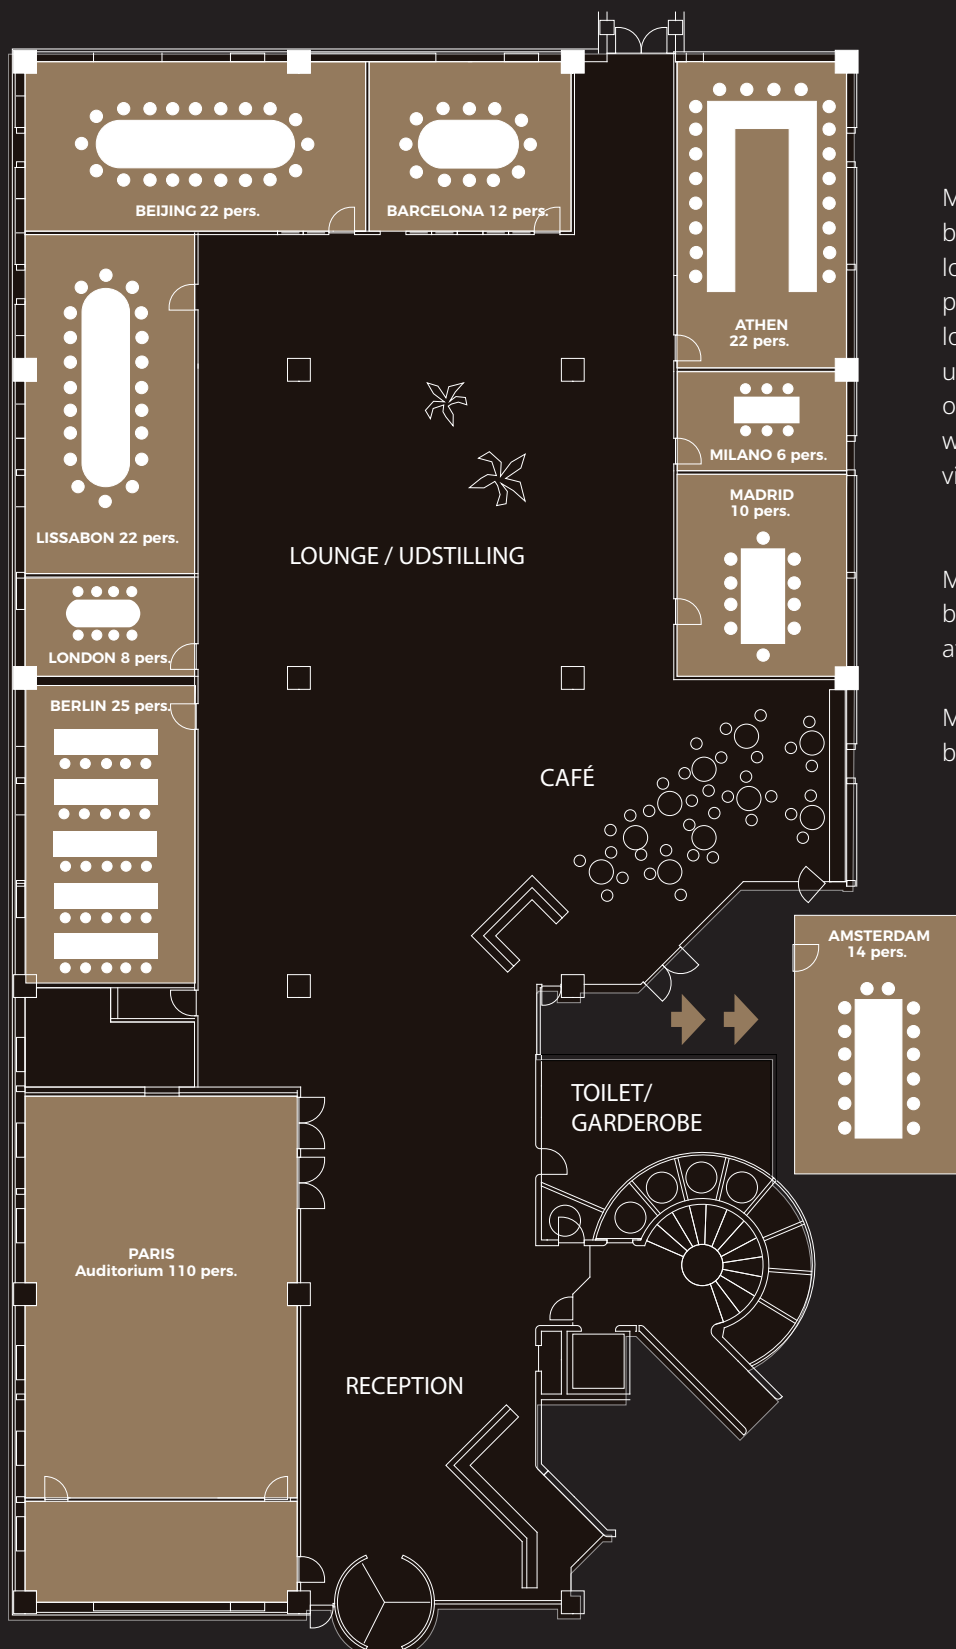 BEIJING 22 pers.
BARCELONA 12 pers.
ATHEN
22 pers.
MILANO 6 pers.
MADRID
10 pers.
LISSABON 22 pers.
LOUNGE / UDSTILLING
LONDON 8 pers.
BERLIN 25 pers.
CAFÉ
AMSTERDAM
14 pers.
TOILET/
GARDEROBE
PARIS
Auditorium 110 pers.
RECEPTION